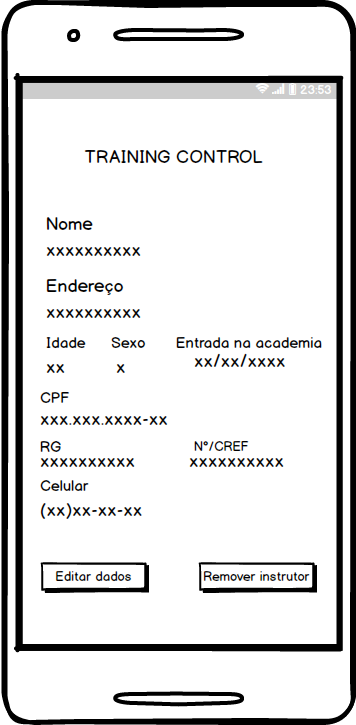 23:53
TRAINING CONTROL
Nome
xxxxxxxxxx
Endereço
xxxxxxxxxx
Idade Sexo Entrada na academia
xx x xx/xx/xxxx
CPF
xxx.xxx.xxxx-xx
RG N°/CREF
xxxxxxxxxx xxxxxxxxxx
Celular
(xx)xx-xx-xx
Editar dados Remover instrutor